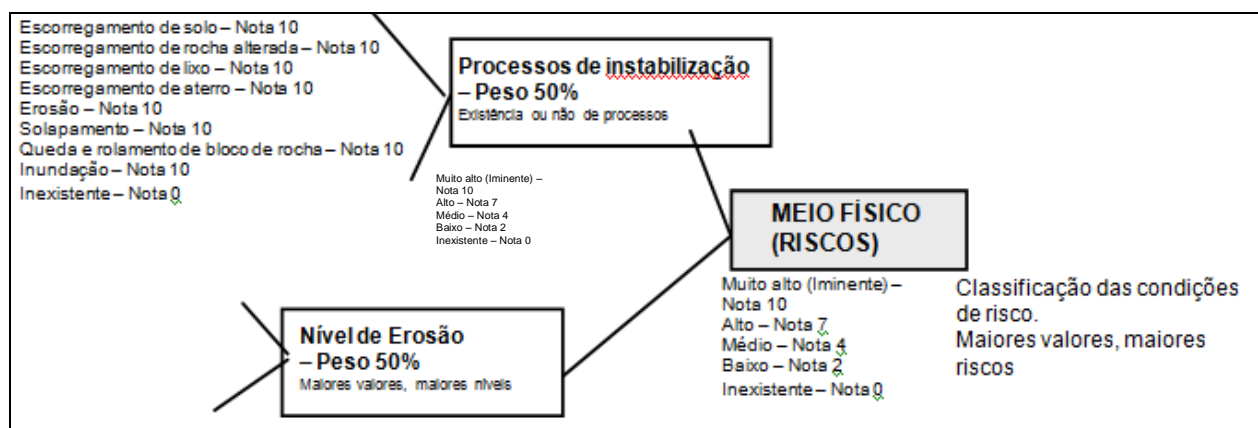 Escorregamento de solo – Nota 10
Escorregamento de rocha alterada – Nota 10
Escorregamento de lixo – Nota 10
Escorregamento de aterro – Nota 10
Erosão – Nota 10
Solapamento – Nota 10
Queda e rolamento de bloco de rocha – Nota 10
Inundação – Nota 10
Inexistente – Nota 0
Processos de instabilização
– Peso 50%
Existência ou não de processos
Muito alto (Iminente) –
Nota 10
Alto – Nota 7
Médio – Nota 4
Baixo – Nota 2
Inexistente – Nota 0
MEIO FÍSICO
(RISCOS)
Muito alto (Iminente) –
Nota 10
Alto – Nota 7
Médio – Nota 4
Baixo – Nota 2
Inexistente – Nota 0
Classificação das condições
de risco.
Maiores valores, maiores
riscos
Nível de Erosão
– Peso 50%
Maiores valores, maiores níveis